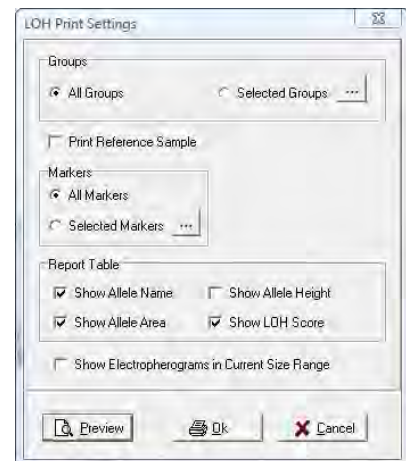 LOH Print Settings
Groups
All Groups Selected Groups ...
Print Reference Sample
Markers
All Markers
Selected Markers ...
Report Table
Show Allele Name Show Allele Height
Show Allele Area Show LOH Score
Show Electropherograms in Current Size Range
Preview Ok Cancel